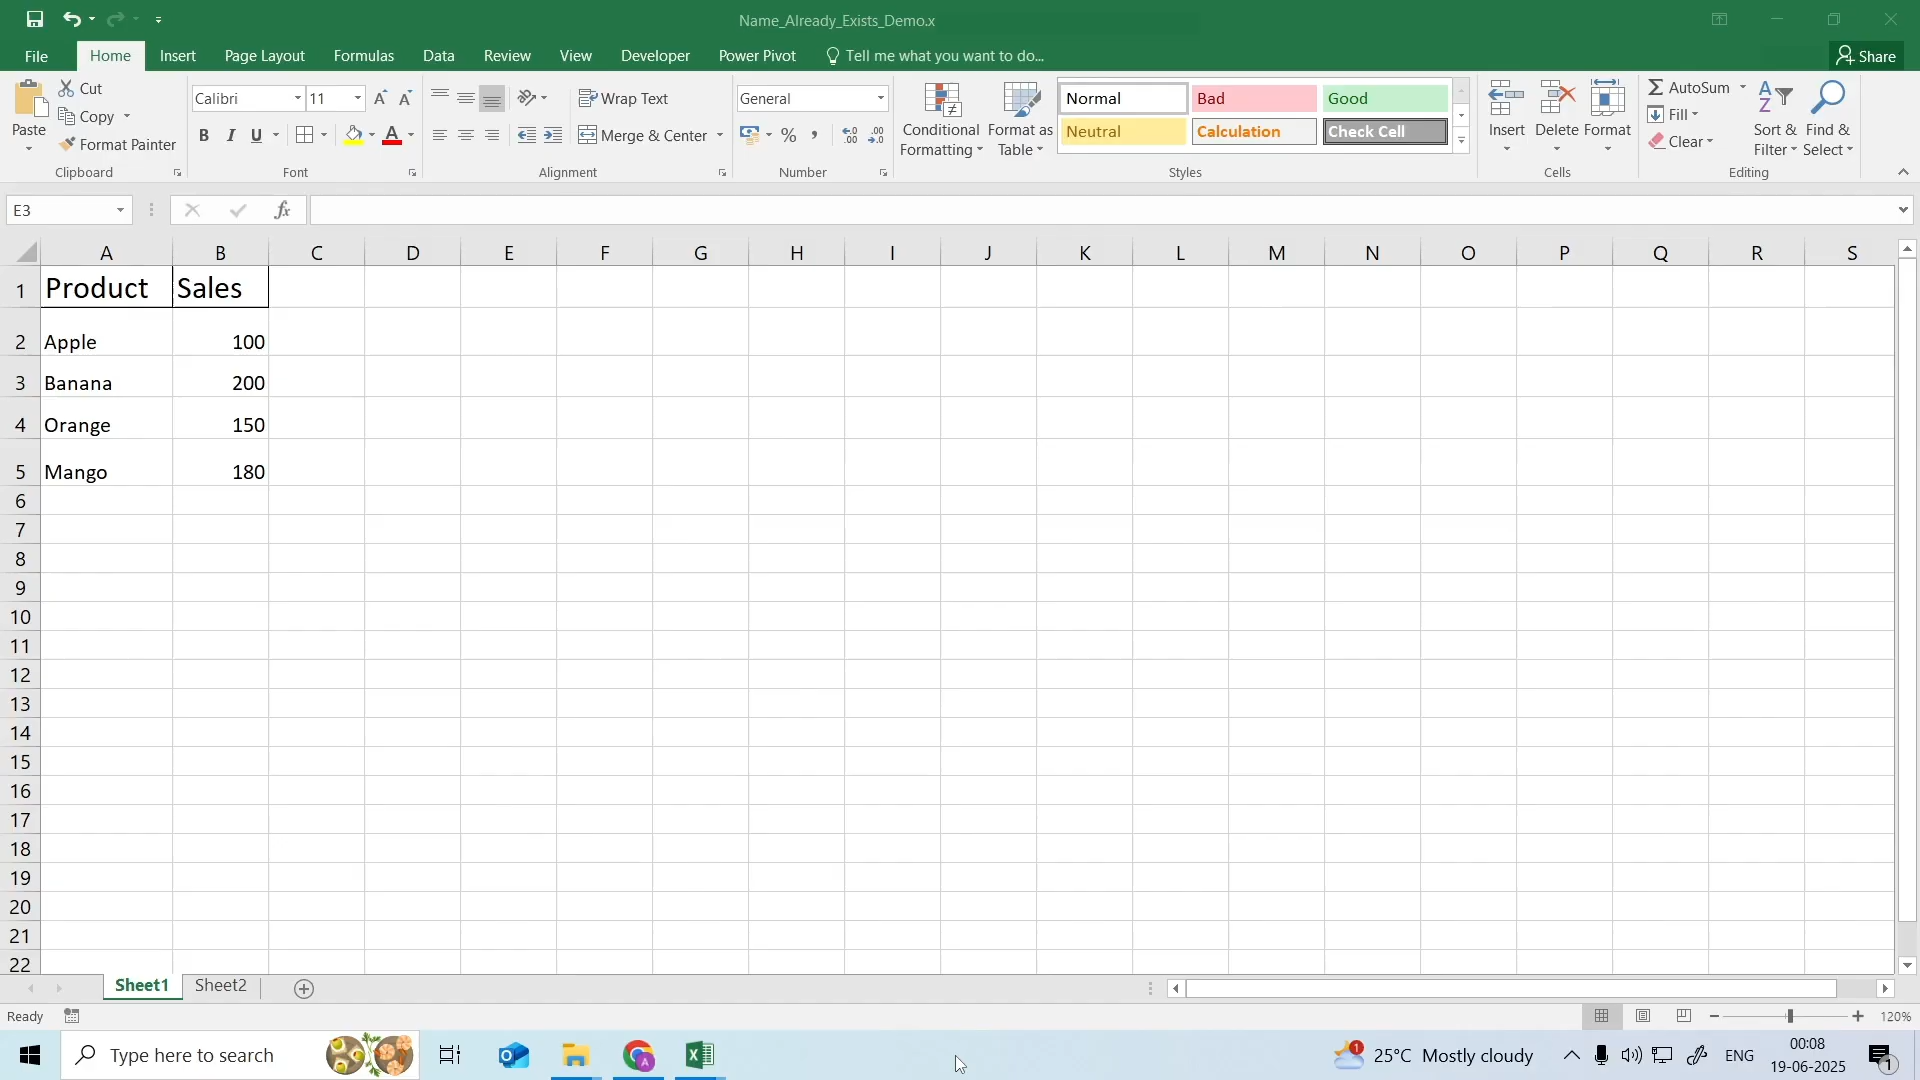 Name_Already_Exists_Demo.x
File Home Insert Page Layout Formulas Data Review View Developer Power Pivot Tell me what you want to do... Share
Cut
Copy
Format Painter
Paste
Clipboard
Calibri 11
B I U
Font
Wrap Text
Merge & Center
Alignment
General
Number
Conditional Formatting
Format as Table
Normal Bad Good
Neutral Calculation Check Cell
Styles
Insert Delete Format
Cells
AutoSum
Fill
Clear
Sort & Filter
Find & Select
Editing
E3
A B C D E F G H I J K L M N O P Q R S
1 Product Sales
2 Apple 100
3 Banana 200
4 Orange 150
5 Mango 180
6
7
8
9
10
11
12
13
14
15
16
17
18
19
20
21
22
Sheet1 Sheet2
Ready 120%
Type here to search
25°C Mostly cloudy ENG 00:08
19-06-2025